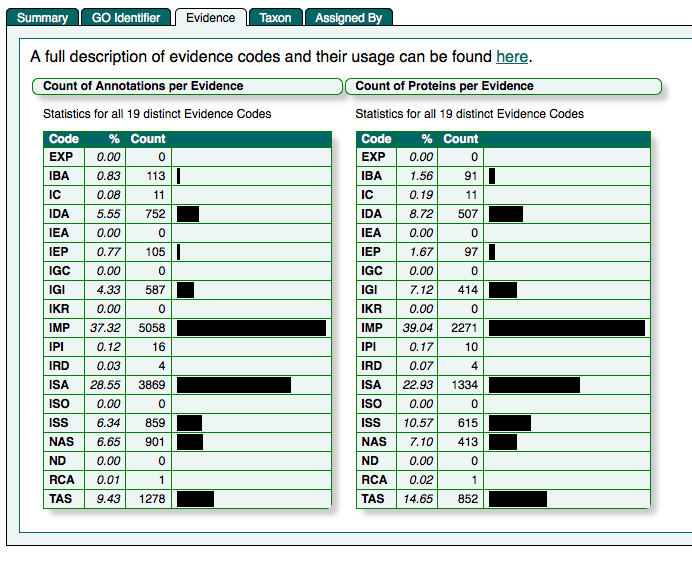 Summary GO Identifier Evidence Taxon Assigned By
A full description of evidence codes and their usage can be found here.
Count of Annotations per Evidence
Statistics for all 19 distinct Evidence Codes
Code % Count
EXP 0.00 0
IBA 0.83 113
IC 0.08 11
IDA 5.55 752
IEA 0.00 0
IEP 0.77 105
IGC 0.00 0
IGI 4.33 587
IKR 0.00 0
IMP 37.32 5058
IPI 0.12 16
IRD 0.03 4
ISA 28.55 3869
ISO 0.00 0
ISS 6.34 859
NAS 6.65 901
ND 0.00 0
RCA 0.01 1
TAS 9.43 1278
Count of Proteins per Evidence
Statistics for all 19 distinct Evidence Codes
Code % Count
EXP 0.00 0
IBA 1.56 91
IC 0.19 11
IDA 8.72 507
IEA 0.00 0
IEP 1.67 97
IGC 0.00 0
IGI 7.12 414
IKR 0.00 0
IMP 39.04 2271
IPI 0.17 10
IRD 0.07 4
ISA 22.93 1334
ISO 0.00 0
ISS 10.57 615
NAS 7.10 413
ND 0.00 0
RCA 0.02 1
TAS 14.65 852